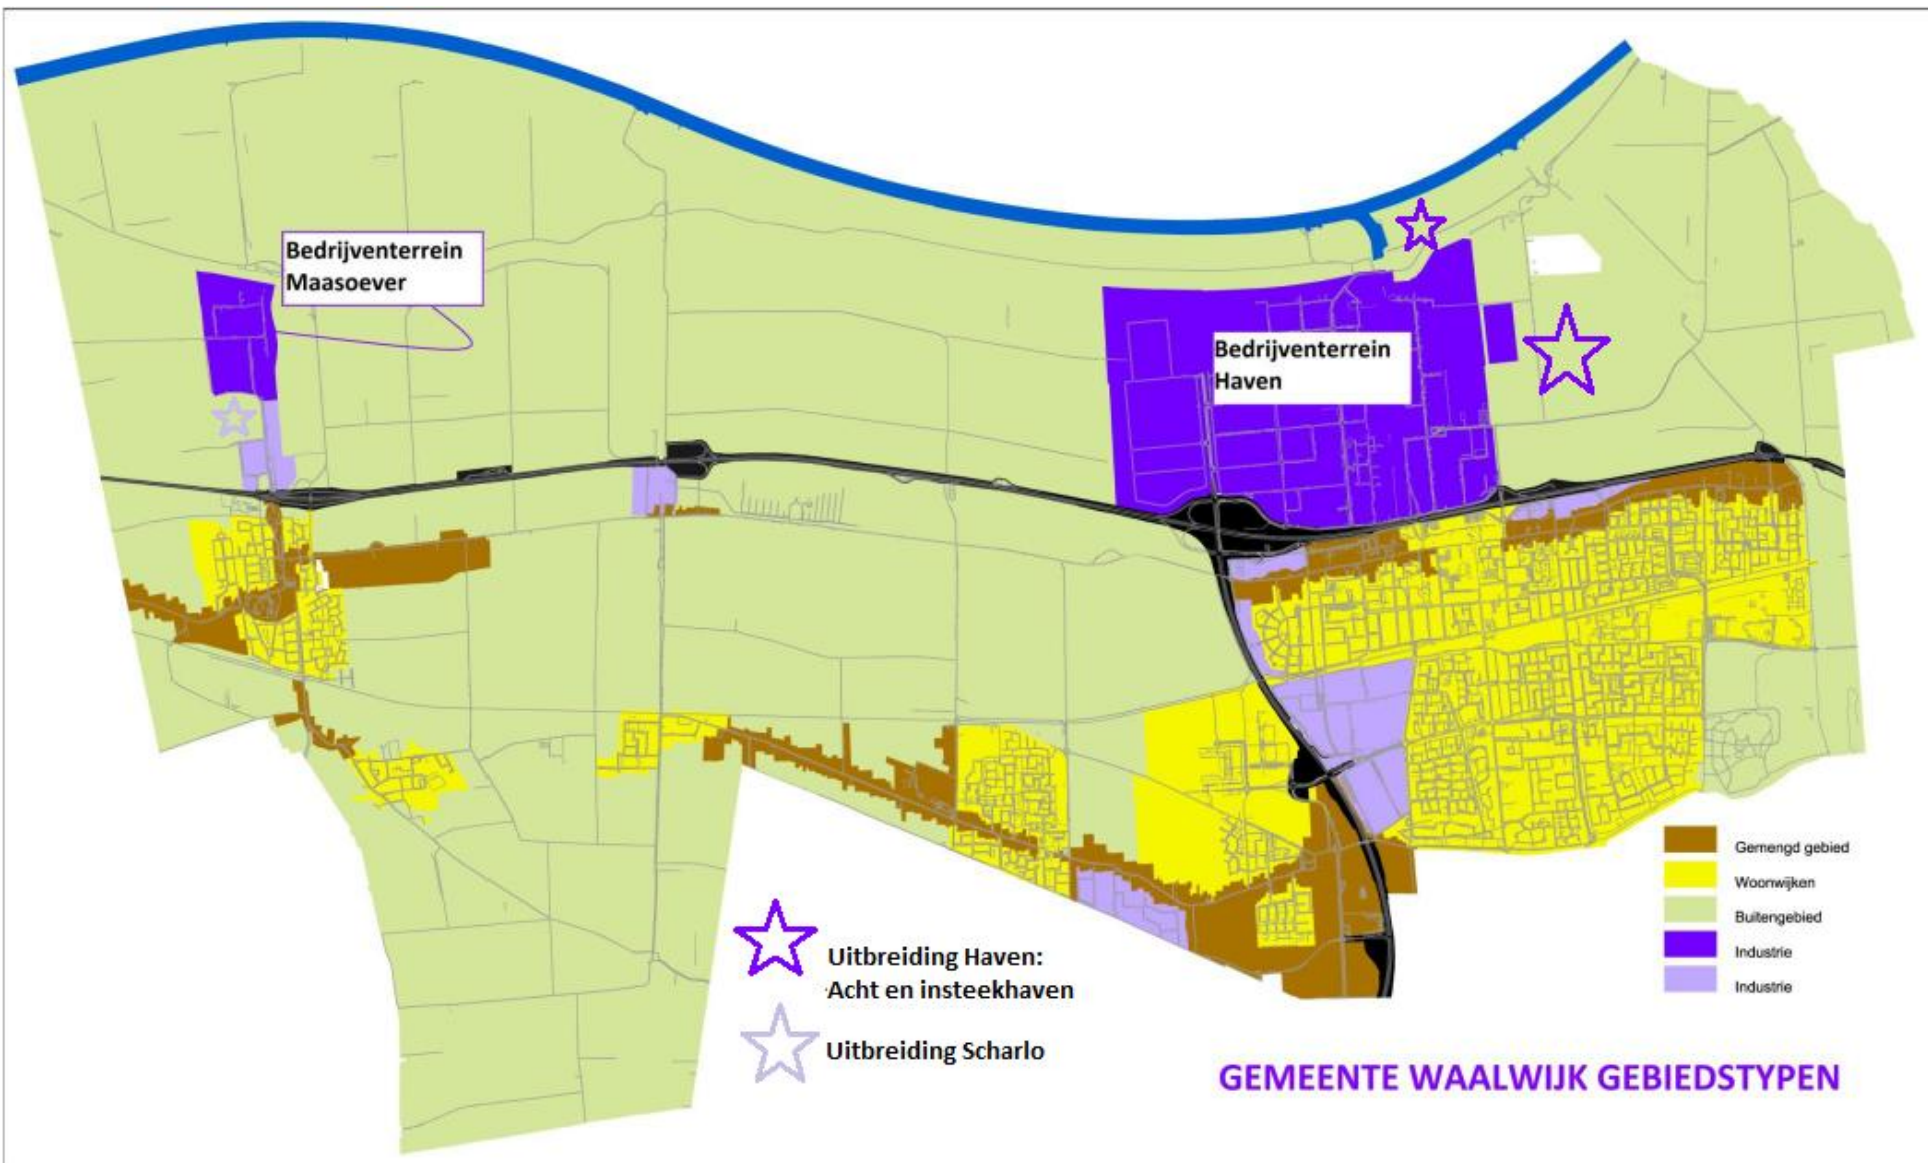 Bedrijventerrein
Maasoever
Bedrijventerrein
Haven
Gemengd gebied
Woonwijken
Buitengebied
Industrie
Industrie
Uitbreiding Haven:
Acht en insteekhaven
Uitbreiding Scharlo
GEMEENTE WAALWIJK GEBIEDSTYPEN